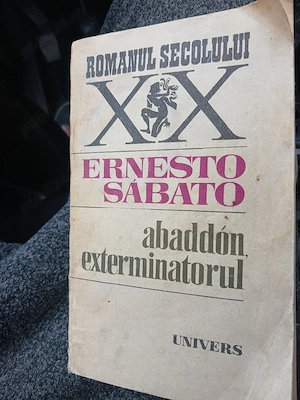 ROMANUL SECOLULUI
XX
ERNESTO
SÁBATO
abaddón
exterminatorul
UNIVERS